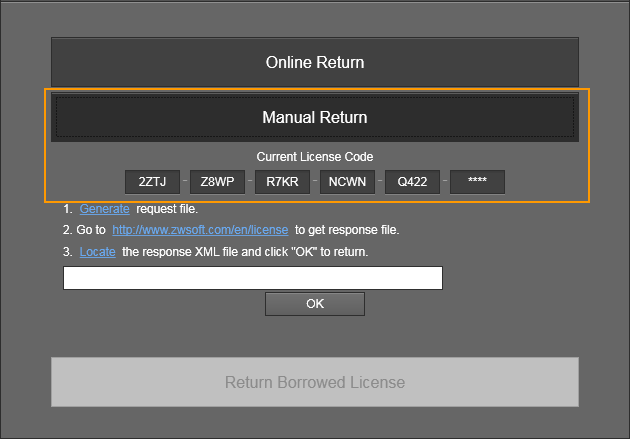 Online Return
Manual Return
Current License Code
2ZTJ - Z8WP - R7KR - NCWN - Q422 - ****
1. Generate request file.
2. Go to http://www.zwsoft.com/en/license to get response file.
3. Locate the response XML file and click "OK" to return.
OK
Return Borrowed License